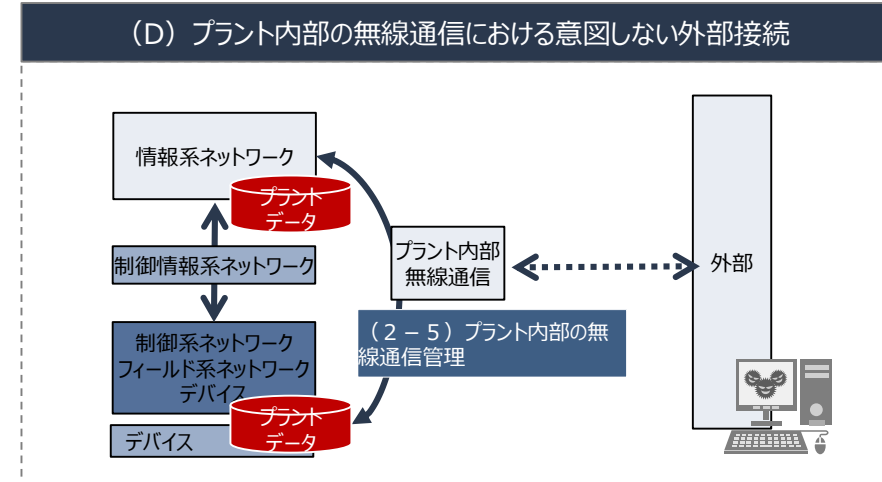 （D）プラント内部の無線通信における意図しない外部接続
情報系ネットワーク
プラント
データ
制御情報系ネットワーク
制御系ネットワーク
フィールド系ネットワーク
デバイス
プラント
データ
デバイス
プラント内部
無線通信
（２－５）プラント内部の無
線通信管理
外部